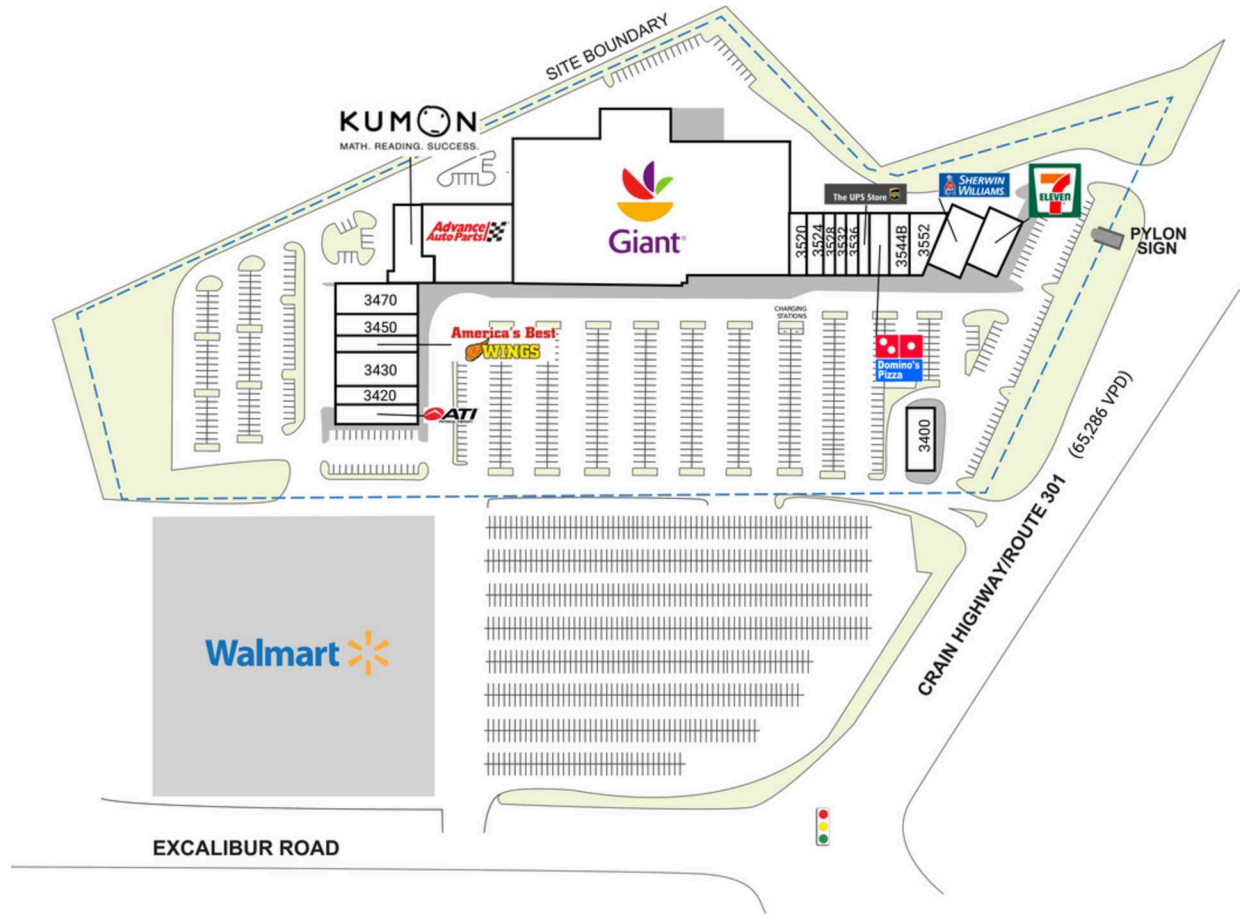 SITE BOUNDARY
KUMON
MATH. READING. SUCCESS.
Advance
Auto Parts
Giant
The UPS Store
SHERWIN
WILLIAMS.
7
ELEVEN
PYLON
SIGN
3520
3524
3528
3532
3536
3544B
3552
3470
3450
America's Best
WINGS
3430
3420
ATI
CHARGING
STATIONS
Domino's
Pizza
3400
CRAIN HIGHWAY/ROUTE 301 (65,286 VPD)
Walmart
EXCALIBUR ROAD